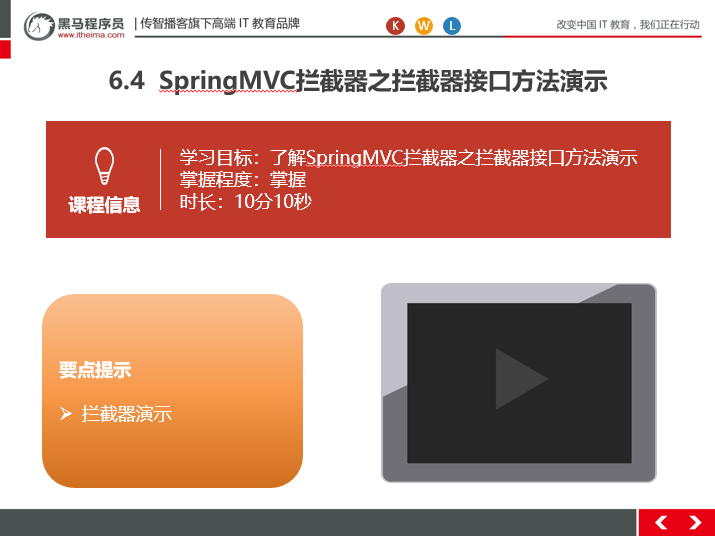 黑马程序员
www.itheima.com
传智播客旗下高端 IT 教育品牌
K W L
改变中国 IT 教育，我们正在行动
6.4 SpringMVC拦截器之拦截器接口方法演示
课程信息
学习目标：了解SpringMVC拦截器之拦截器接口方法演示
掌握程度：掌握
时长：10分10秒
要点提示
➢ 拦截器演示